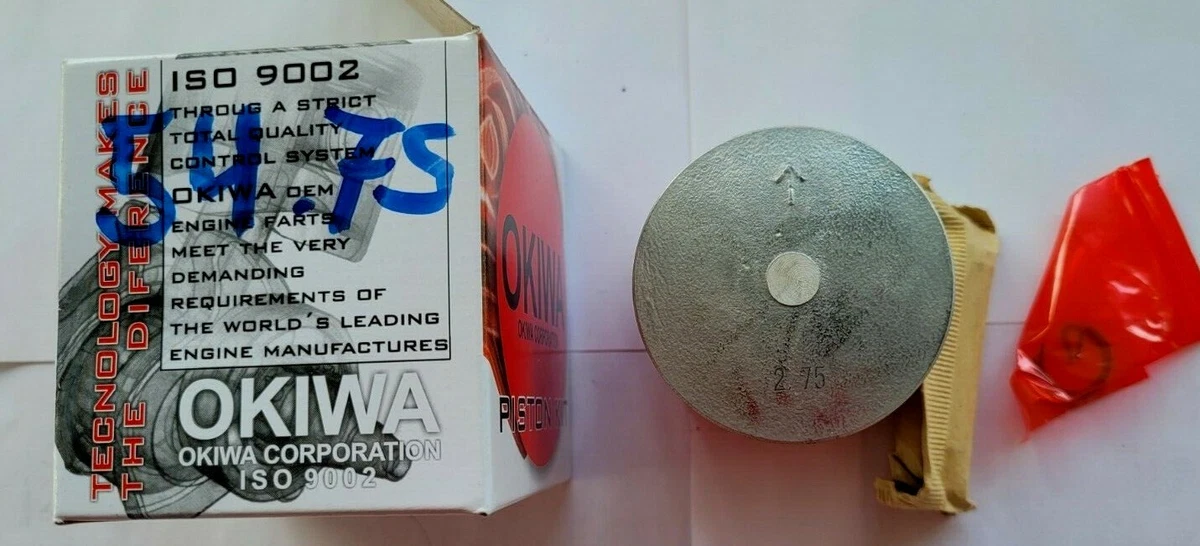 TECNOLOGY MAKES
THE DIFERENCE
ISO 9002
THROUG A STRICT
TOTAL QUALITY
CONTROL SYSTEM
54.75
OKIWA OEM
ENGINE FARTS
MEET THE VERY
DEMANDING
REQUIREMENTS OF
THE WORLD´S LEADING
ENGINE MANUFACTURES
OKIWA
OKIWA CORPORATION
ISO 9002
OKIWA
OKIWA CORPORATION
PISTON KIT
2.75